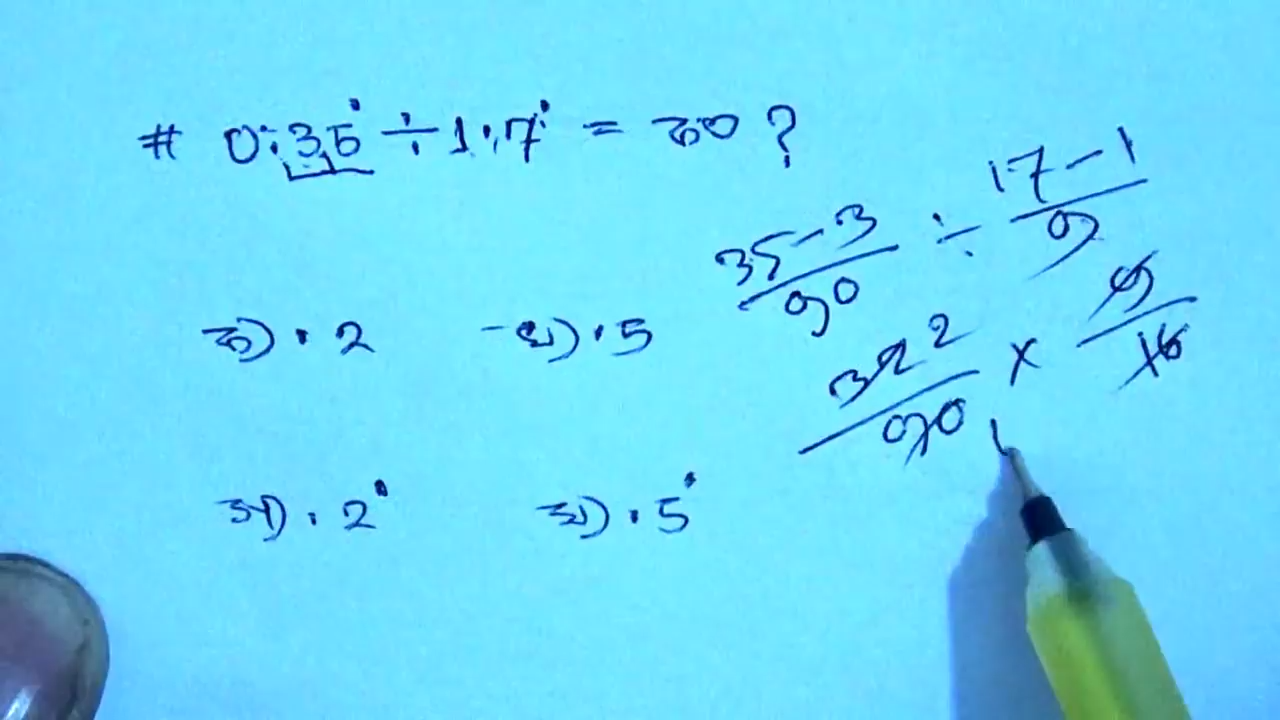 # 0.35̇ ÷ 1.7̇ = কত ?
35-3/90 ÷ 17-1/9
32 2/90 × 9/16
ক) .2 খ) .5
গ) .2̇ ঘ) .5̇